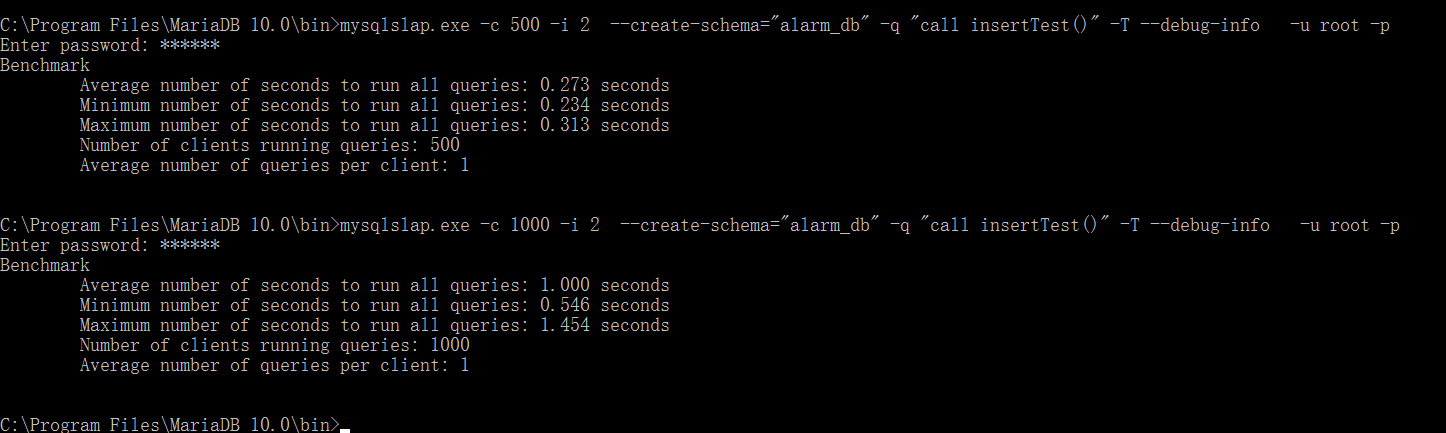 C:\Program Files\MariaDB 10.0\bin>mysqlslap.exe -c 500 -i 2  --create-schema="alarm_db" -q "call insertTest()" -T --debug-info   -u root -p
Enter password: ******
Benchmark
        Average number of seconds to run all queries: 0.273 seconds
        Minimum number of seconds to run all queries: 0.234 seconds
        Maximum number of seconds to run all queries: 0.313 seconds
        Number of clients running queries: 500
        Average number of queries per client: 1
C:\Program Files\MariaDB 10.0\bin>mysqlslap.exe -c 1000 -i 2  --create-schema="alarm_db" -q "call insertTest()" -T --debug-info   -u root -p
Enter password: ******
Benchmark
        Average number of seconds to run all queries: 1.000 seconds
        Minimum number of seconds to run all queries: 0.546 seconds
        Maximum number of seconds to run all queries: 1.454 seconds
        Number of clients running queries: 1000
        Average number of queries per client: 1
C:\Program Files\MariaDB 10.0\bin>